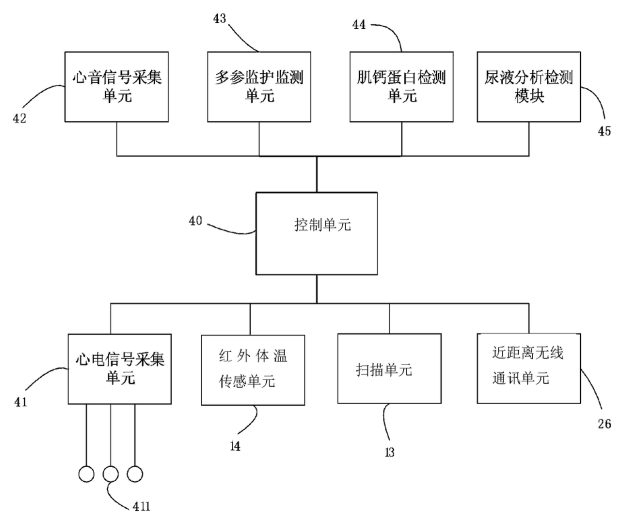 43
44
心音信号采集
单元
多参监护监测
单元
肌钙蛋白检测
单元
尿液分析检测
模块
42
45
40
控制单元
心电信号采集
单元
红外体温
传感单元
扫描单元
近距离无线
通讯单元
41
14
13
26
411